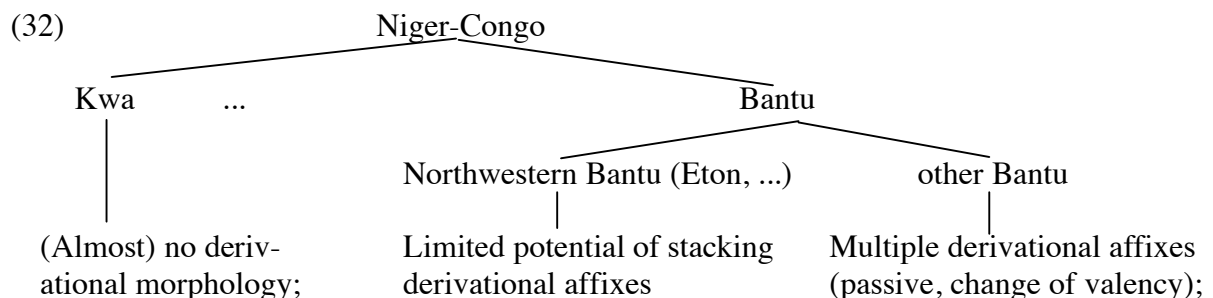 (32) Niger-Congo
Kwa ... Bantu
Northwestern Bantu (Eton, ...) other Bantu
(Almost) no deriv- Limited potential of stacking Multiple derivational affixes
ational morphology; derivational affixes (passive, change of valency);